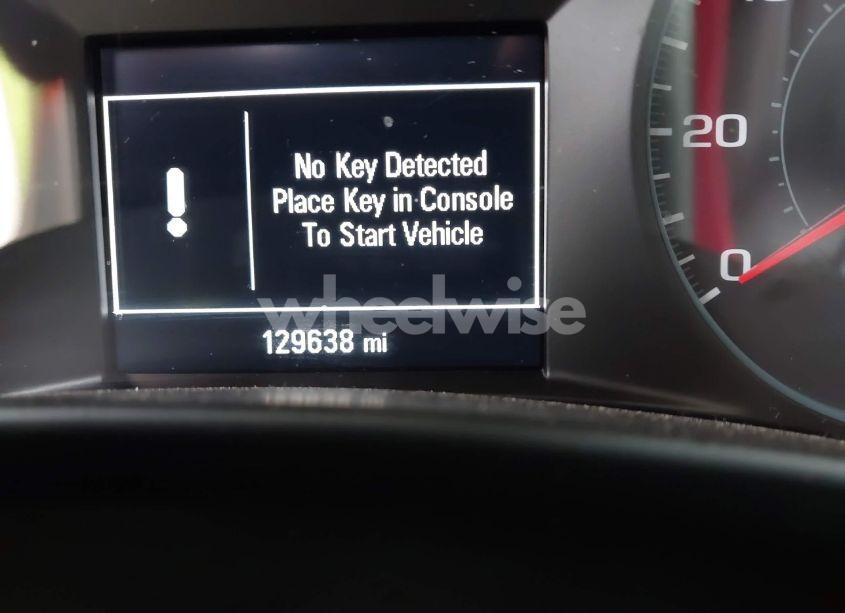 No Key Detected
Place Key in Console
To Start Vehicle
wheelwise
129638 mi
20
0